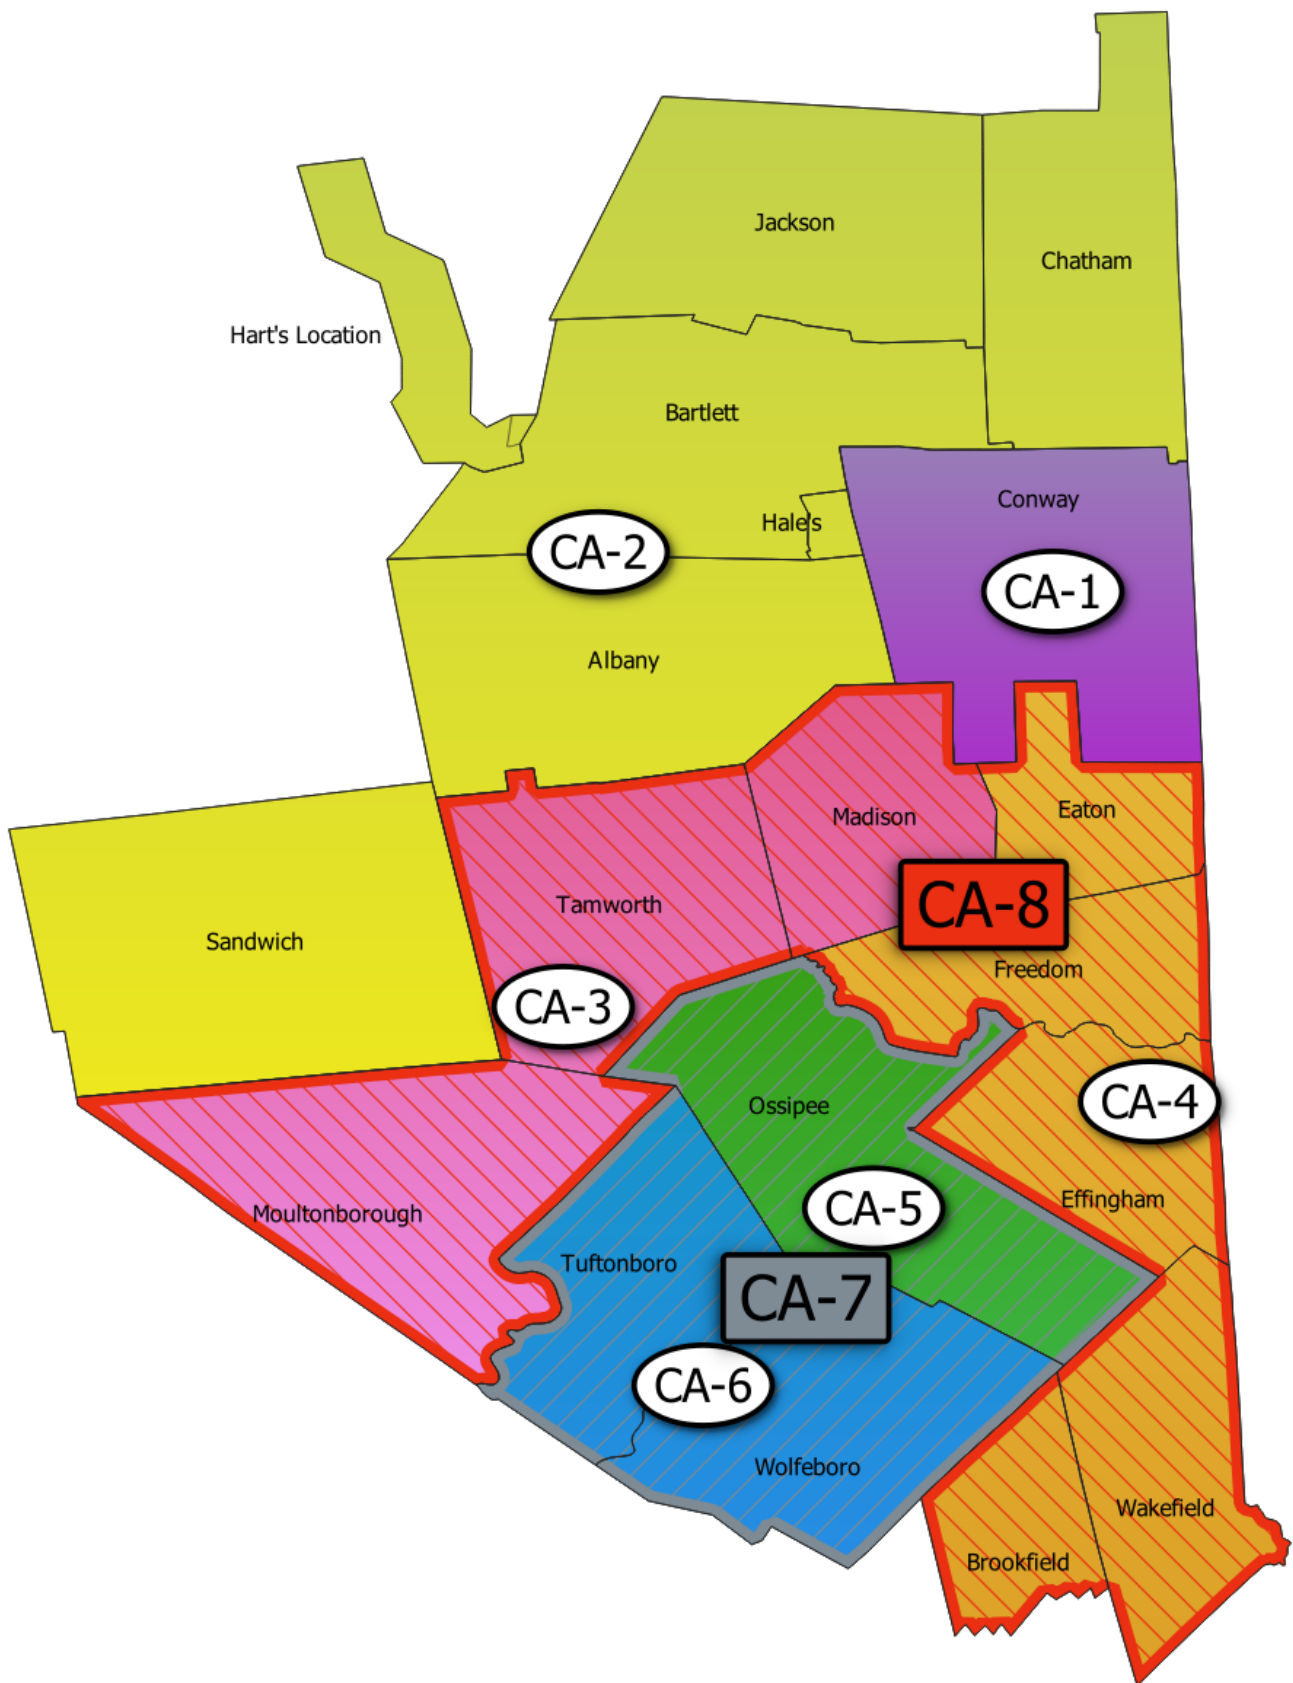 Jackson
Chatham
Hart's Location
Bartlett
Conway
Hale's
CA-2
CA-1
Albany
Madison
Eaton
Tamworth
CA-8
Sandwich
Freedom
CA-3
CA-4
Ossipee
Effingham
CA-5
Moultonborough
Tuftonboro
CA-7
CA-6
Wolfeboro
Wakefield
Brookfield